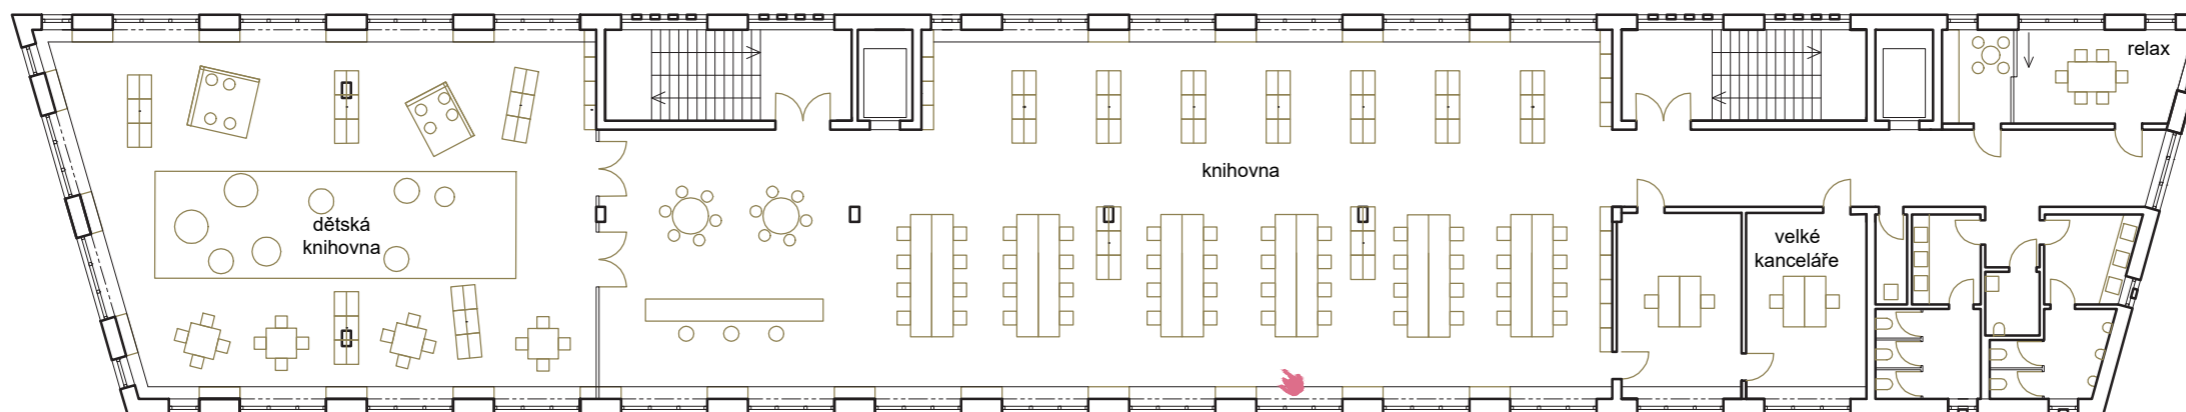 relax
knihovna
dětská
knihovna
velké
kanceláře